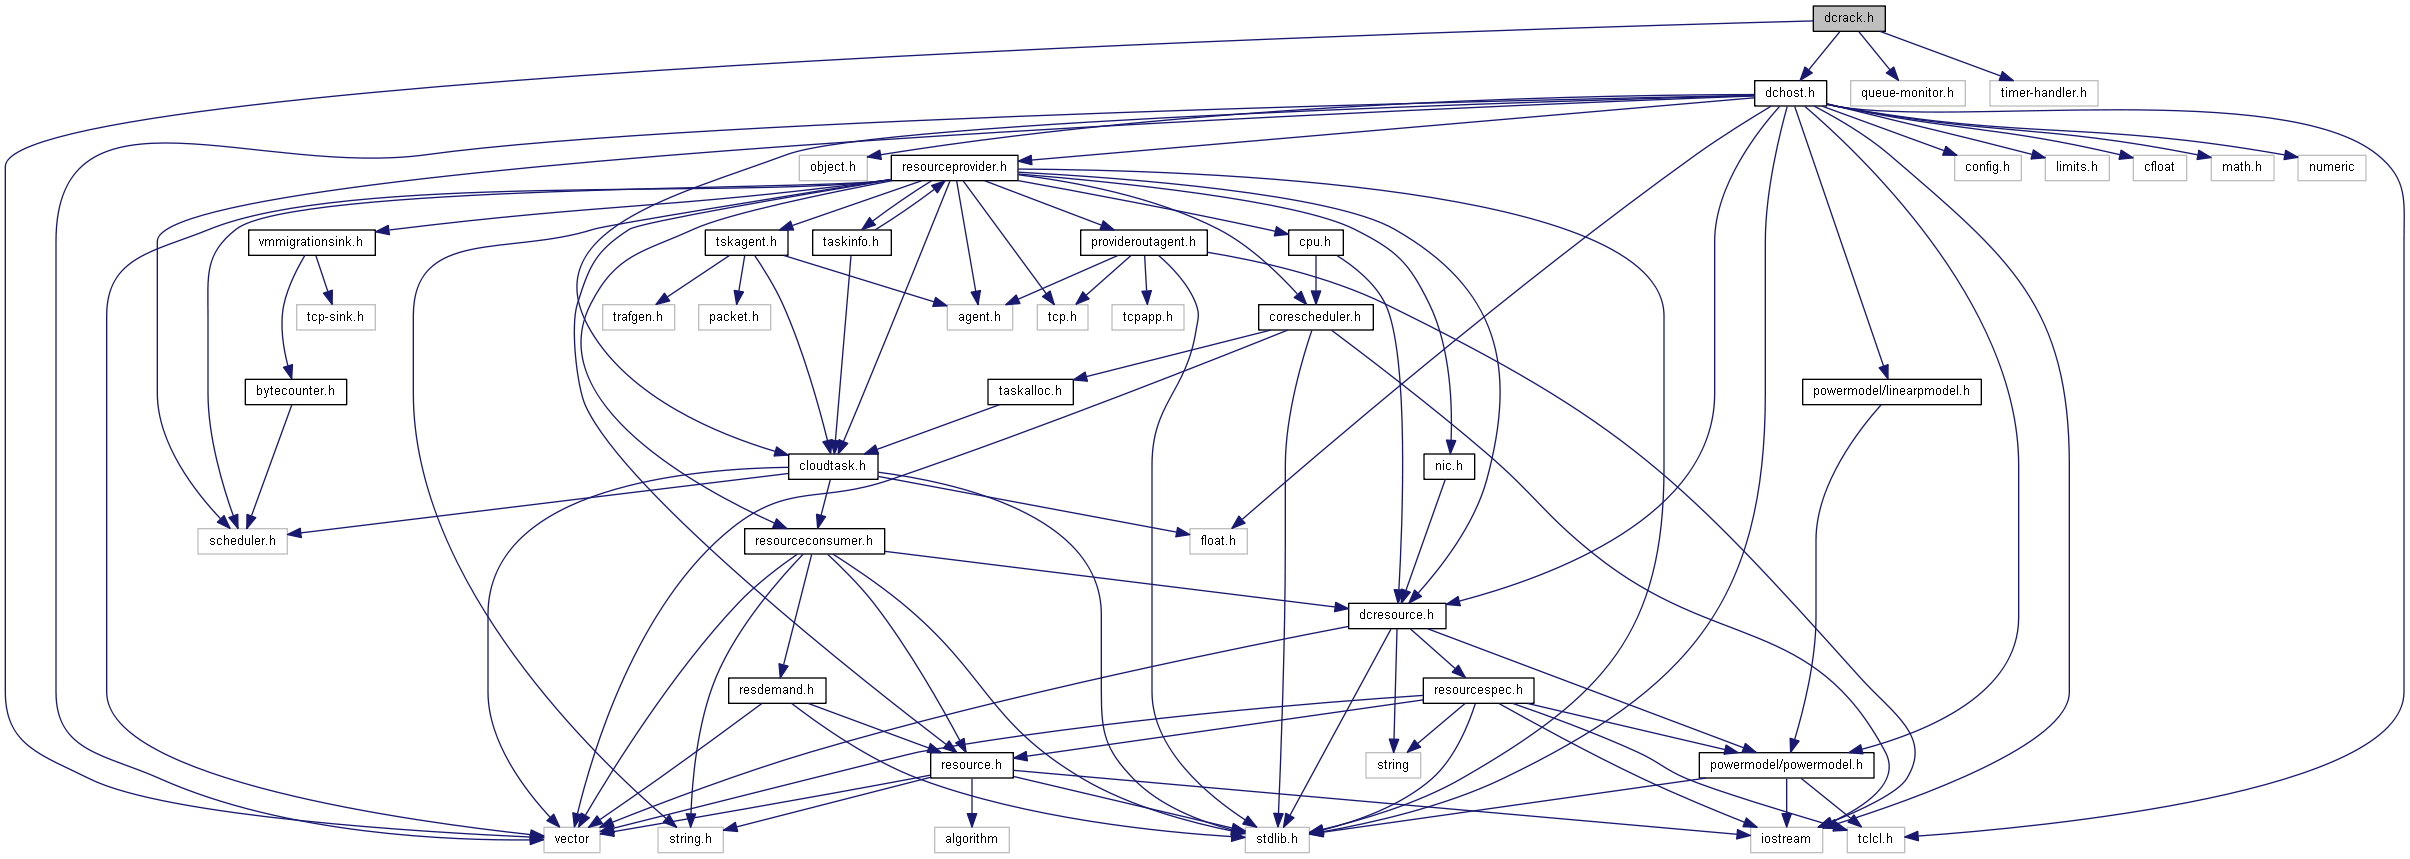 dcrack.h
dchost.h
queue-monitor.h
timer-handler.h
object.h
resourceprovider.h
config.h
limits.h
cfloat
math.h
numeric
vmmigrationsink.h
tskagent.h
taskinfo.h
provideroutagent.h
cpu.h
tcp-sink.h
trafgen.h
packet.h
agent.h
tcp.h
tcpapp.h
corescheduler.h
bytecounter.h
taskalloc.h
powermodel/linearpmodel.h
cloudtask.h
nic.h
scheduler.h
resourceconsumer.h
float.h
dcresource.h
resdemand.h
resourcespec.h
resource.h
string
powermodel/powermodel.h
vector
string.h
algorithm
stdlib.h
iostream
tclcl.h